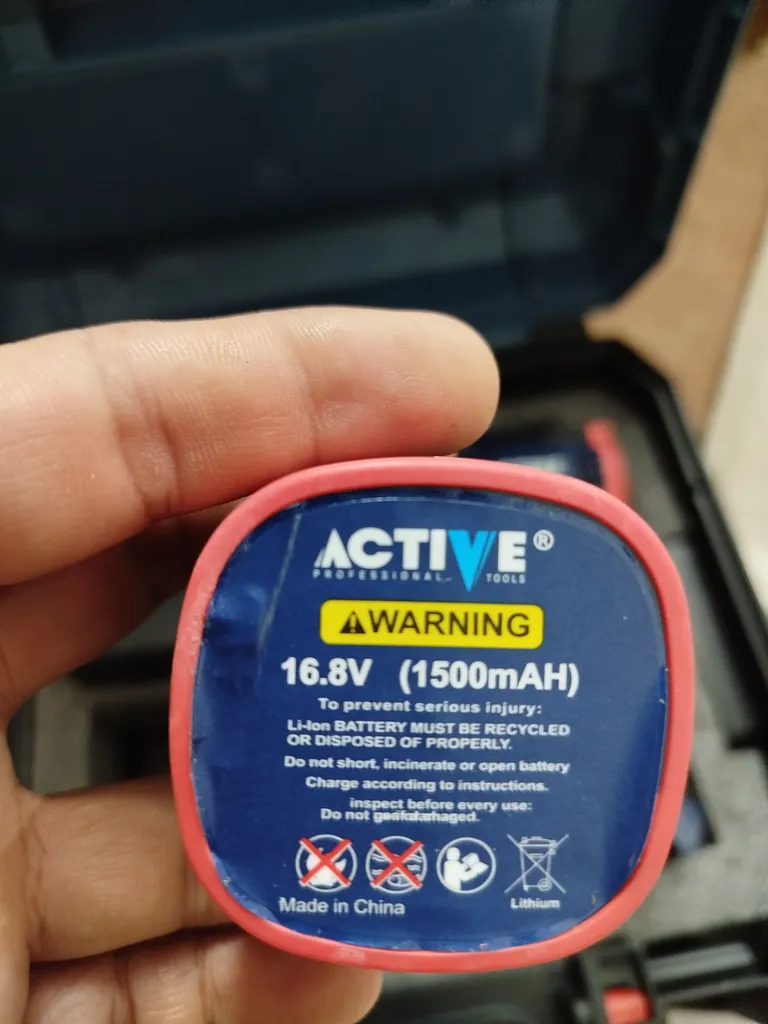 ACTIVE®
PROFESSIONAL TOOLS
WARNING
16.8V (1500mAH)
To prevent serious injury:
Li-Ion BATTERY MUST BE RECYCLED
OR DISPOSED OF PROPERLY.
Do not short, incinerate or open battery
Charge according to instructions.
inspect before every use:
Do not
Made in China
Lithium